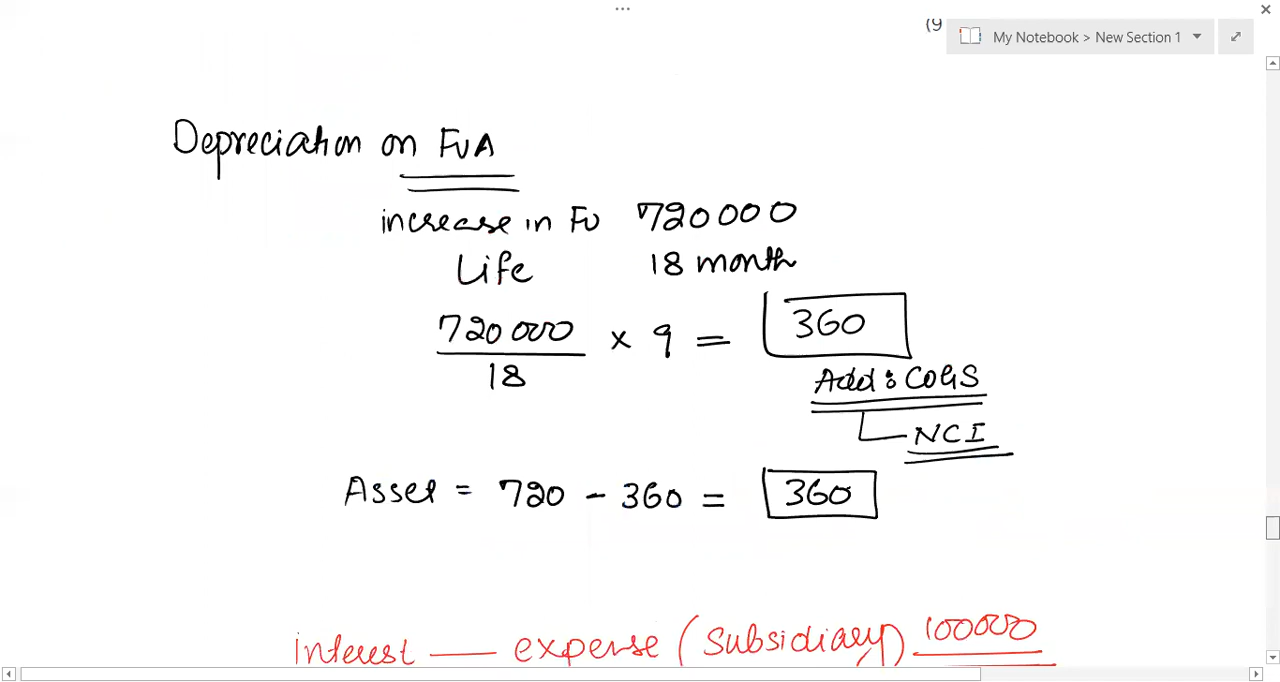 (9
My Notebook > New Section 1
Depreciation on FVA
increase in FV 720000
Life 18 month
720000
18
× 9 = 360
Add : COGS
NCI
Asset = 720 - 360 = 360
interest — expense (subsidiary) 100000